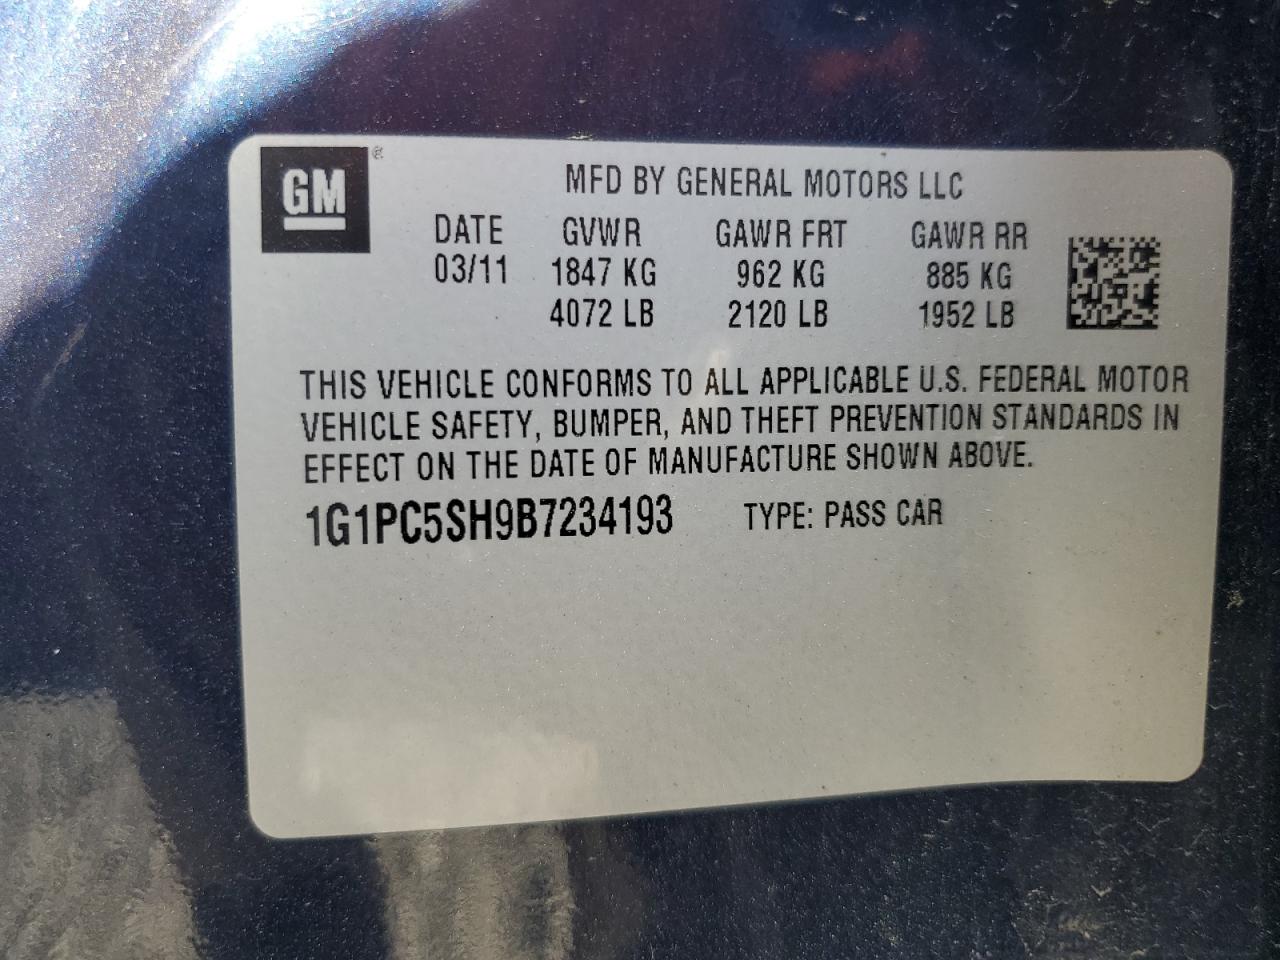 GM ®
MFD BY GENERAL MOTORS LLC
DATE GVWR GAWR FRT GAWR RR
03/11 1847 KG 962 KG 885 KG
4072 LB 2120 LB 1952 LB
THIS VEHICLE CONFORMS TO ALL APPLICABLE U.S. FEDERAL MOTOR
VEHICLE SAFETY, BUMPER, AND THEFT PREVENTION STANDARDS IN
EFFECT ON THE DATE OF MANUFACTURE SHOWN ABOVE.
1G1PC5SH9B7234193 TYPE: PASS CAR